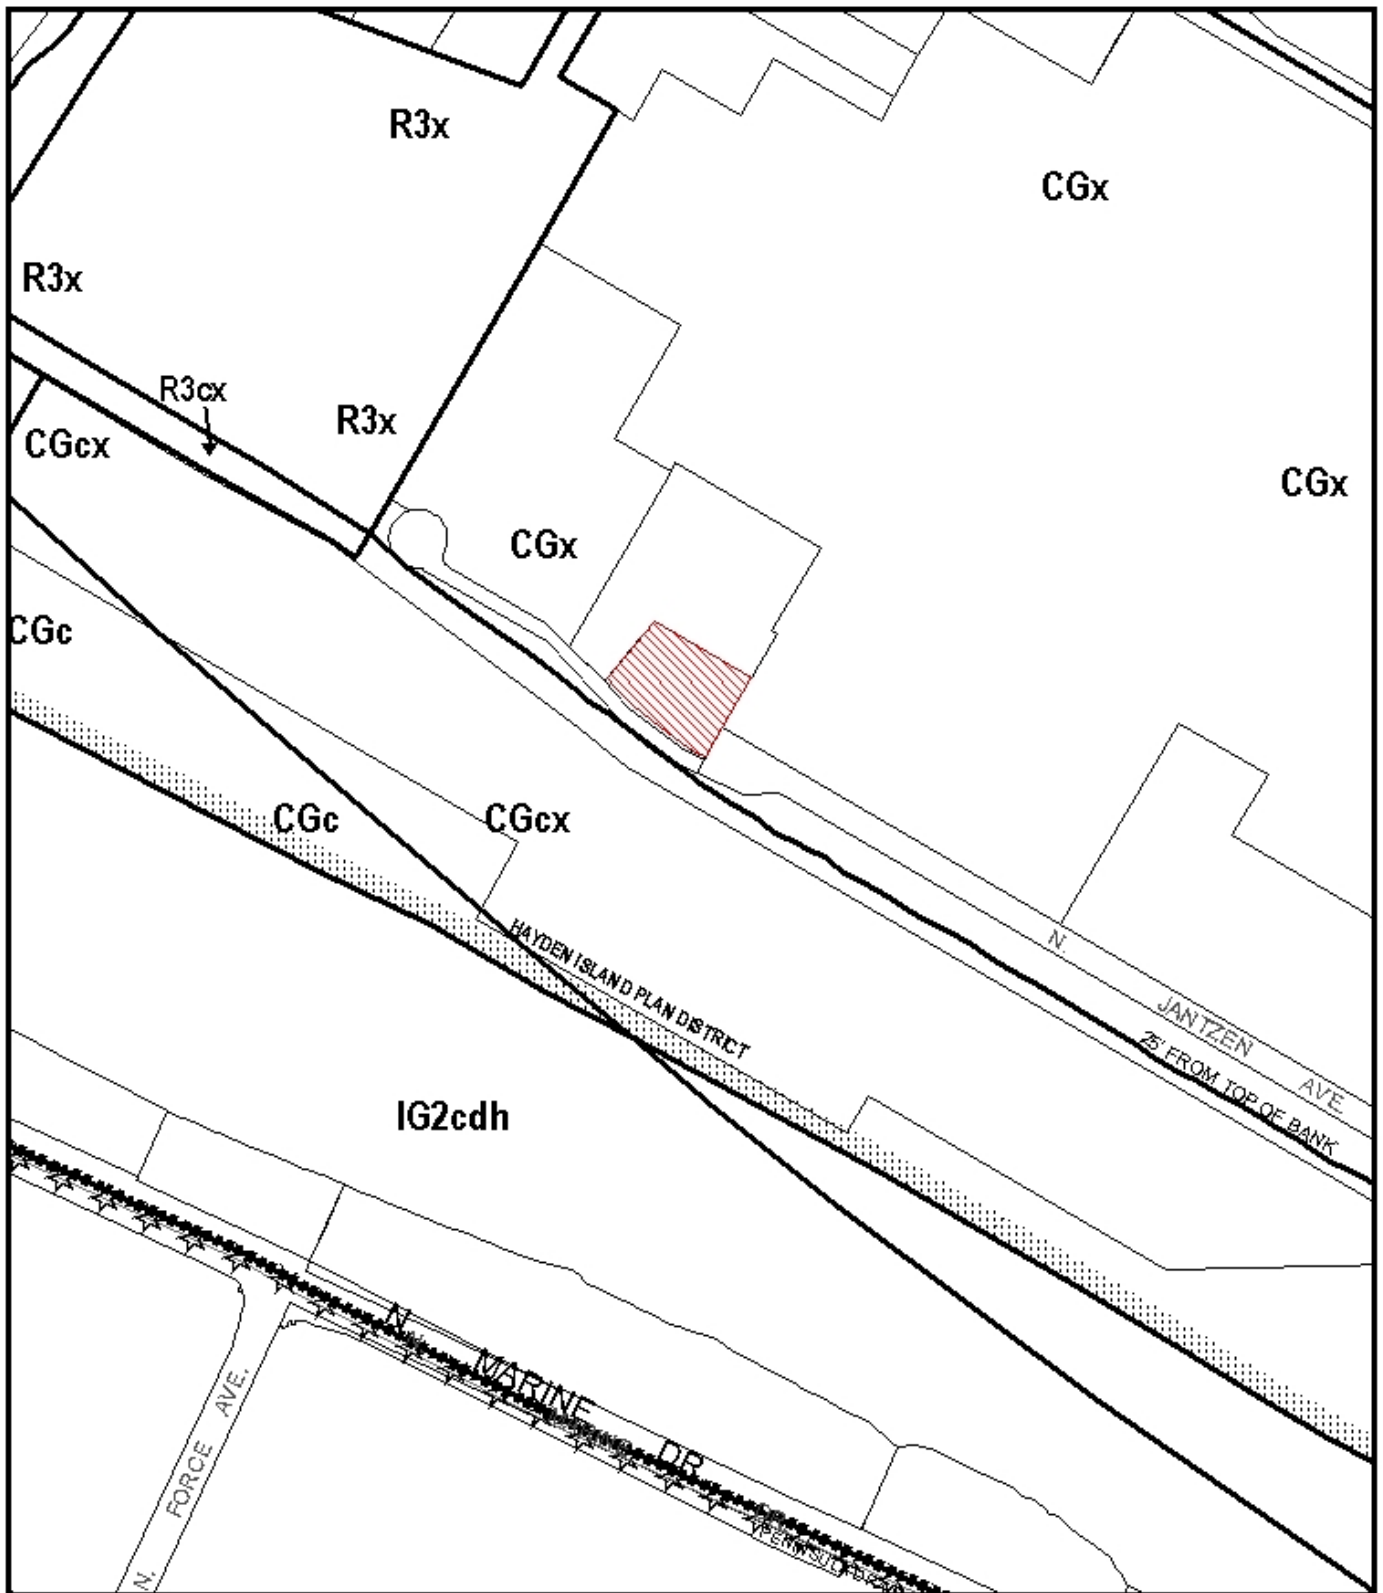 R3x
CGx
R3x
R3cx
R3x
CGcx
CGx
CGx
CGc
CGc
CGcx
HAYDEN ISLAND PLAN DISTRICT
N. JANTZEN AVE.
25' FROM TOP OF BANK
IG2cdh
N MARINE DR
N. FORCE AVE.